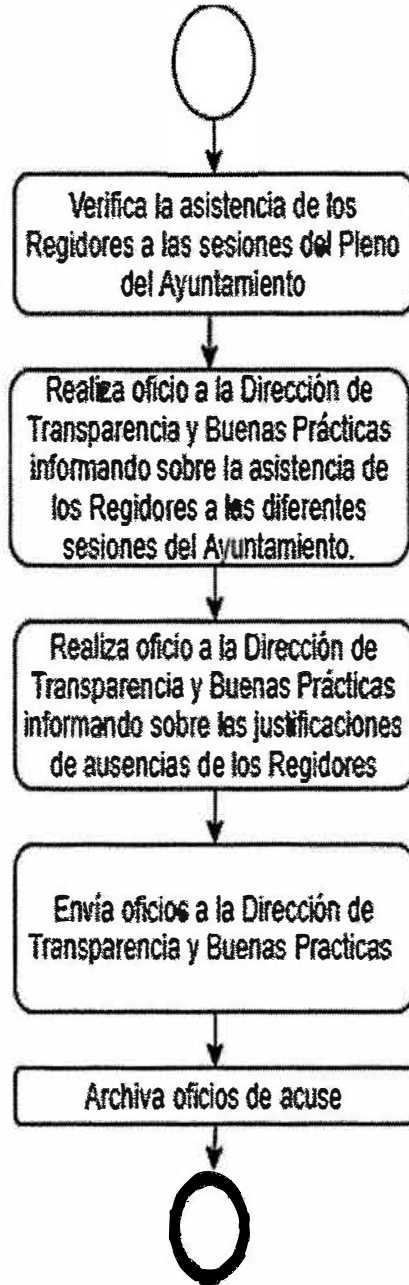 Verifica la asistencia de los
Regidores a las sesiones del Pleno
del Ayuntamiento
Realiza oficio a la Dirección de
Transparencia y Buenas Prácticas
informando sobre la asistencia de
los Regidores a las diferentes
sesiones del Ayuntamiento.
Realiza oficio a la Dirección de
Transparencia y Buenas Prácticas
informando sobre las justificaciones
de ausencias de los Regidores
Envía oficios a la Dirección de
Transparencia y Buenas Practicas
Archiva oficios de acuse